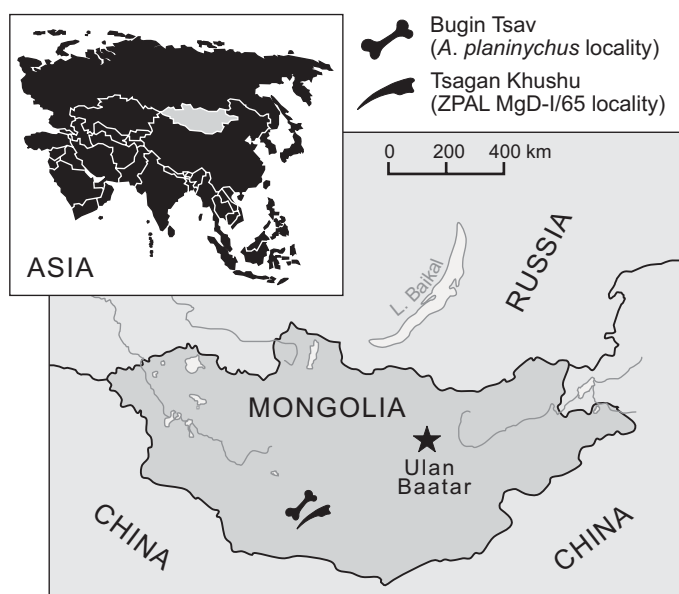 Bugin Tsav
(A. planinychus locality)
Tsagan Khushu
(ZPAL MgD-I/65 locality)
0 200 400 km
ASIA
L. Baikal
RUSSIA
MONGOLIA
Ulan
Baatar
CHINA
CHINA